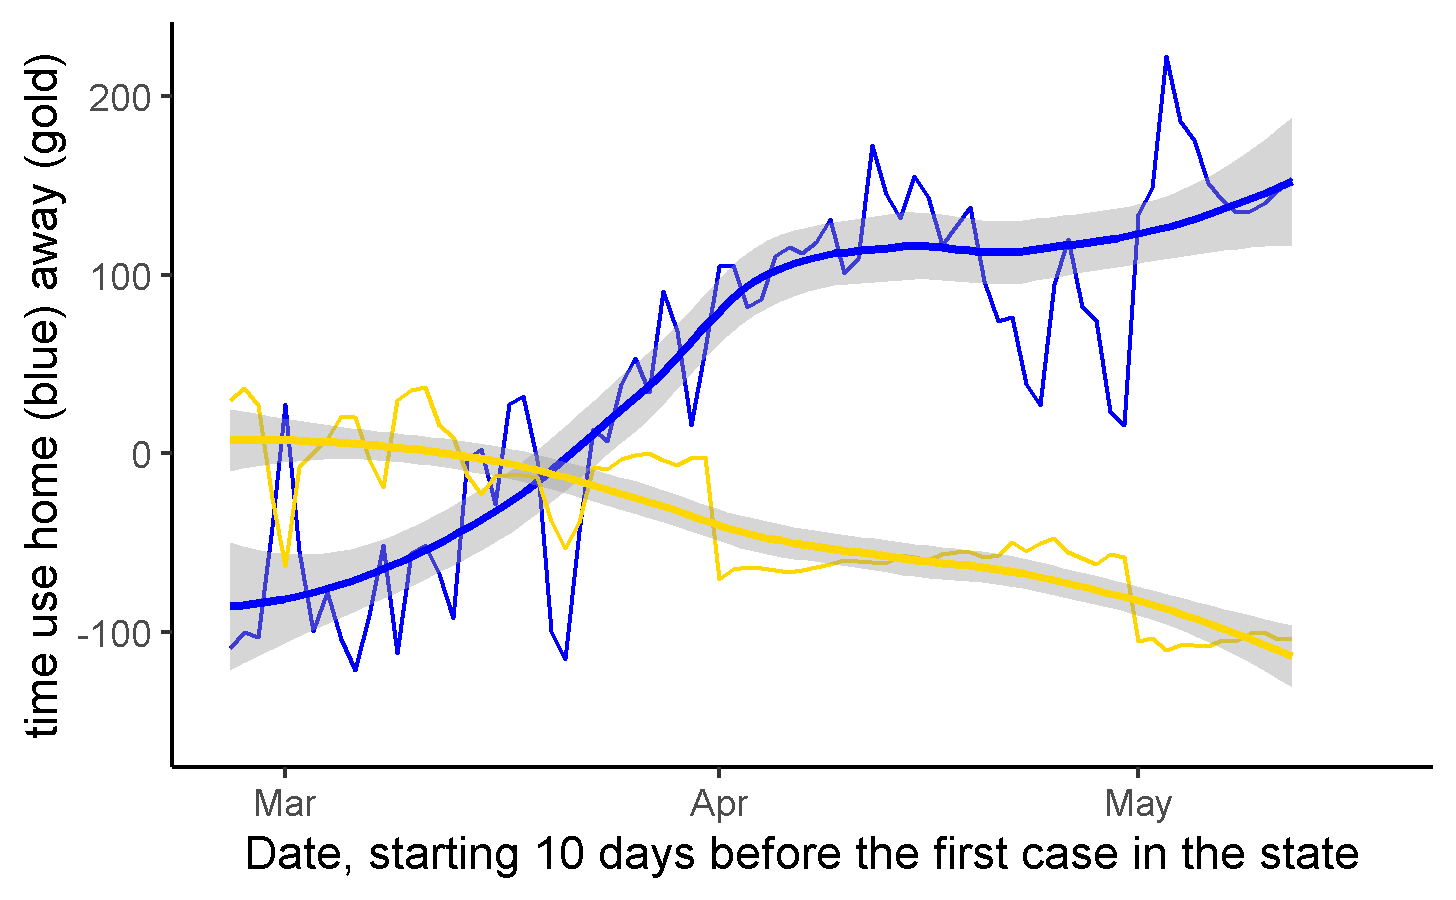 time use home (blue) away (gold)
200
100
0
-100
Mar Apr May
Date, starting 10 days before the first case in the state